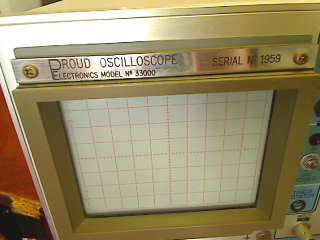 PROUD OSCILLOSCOPE SERIAL Nº 1959
ELECTRONICS MODEL Nº 33000